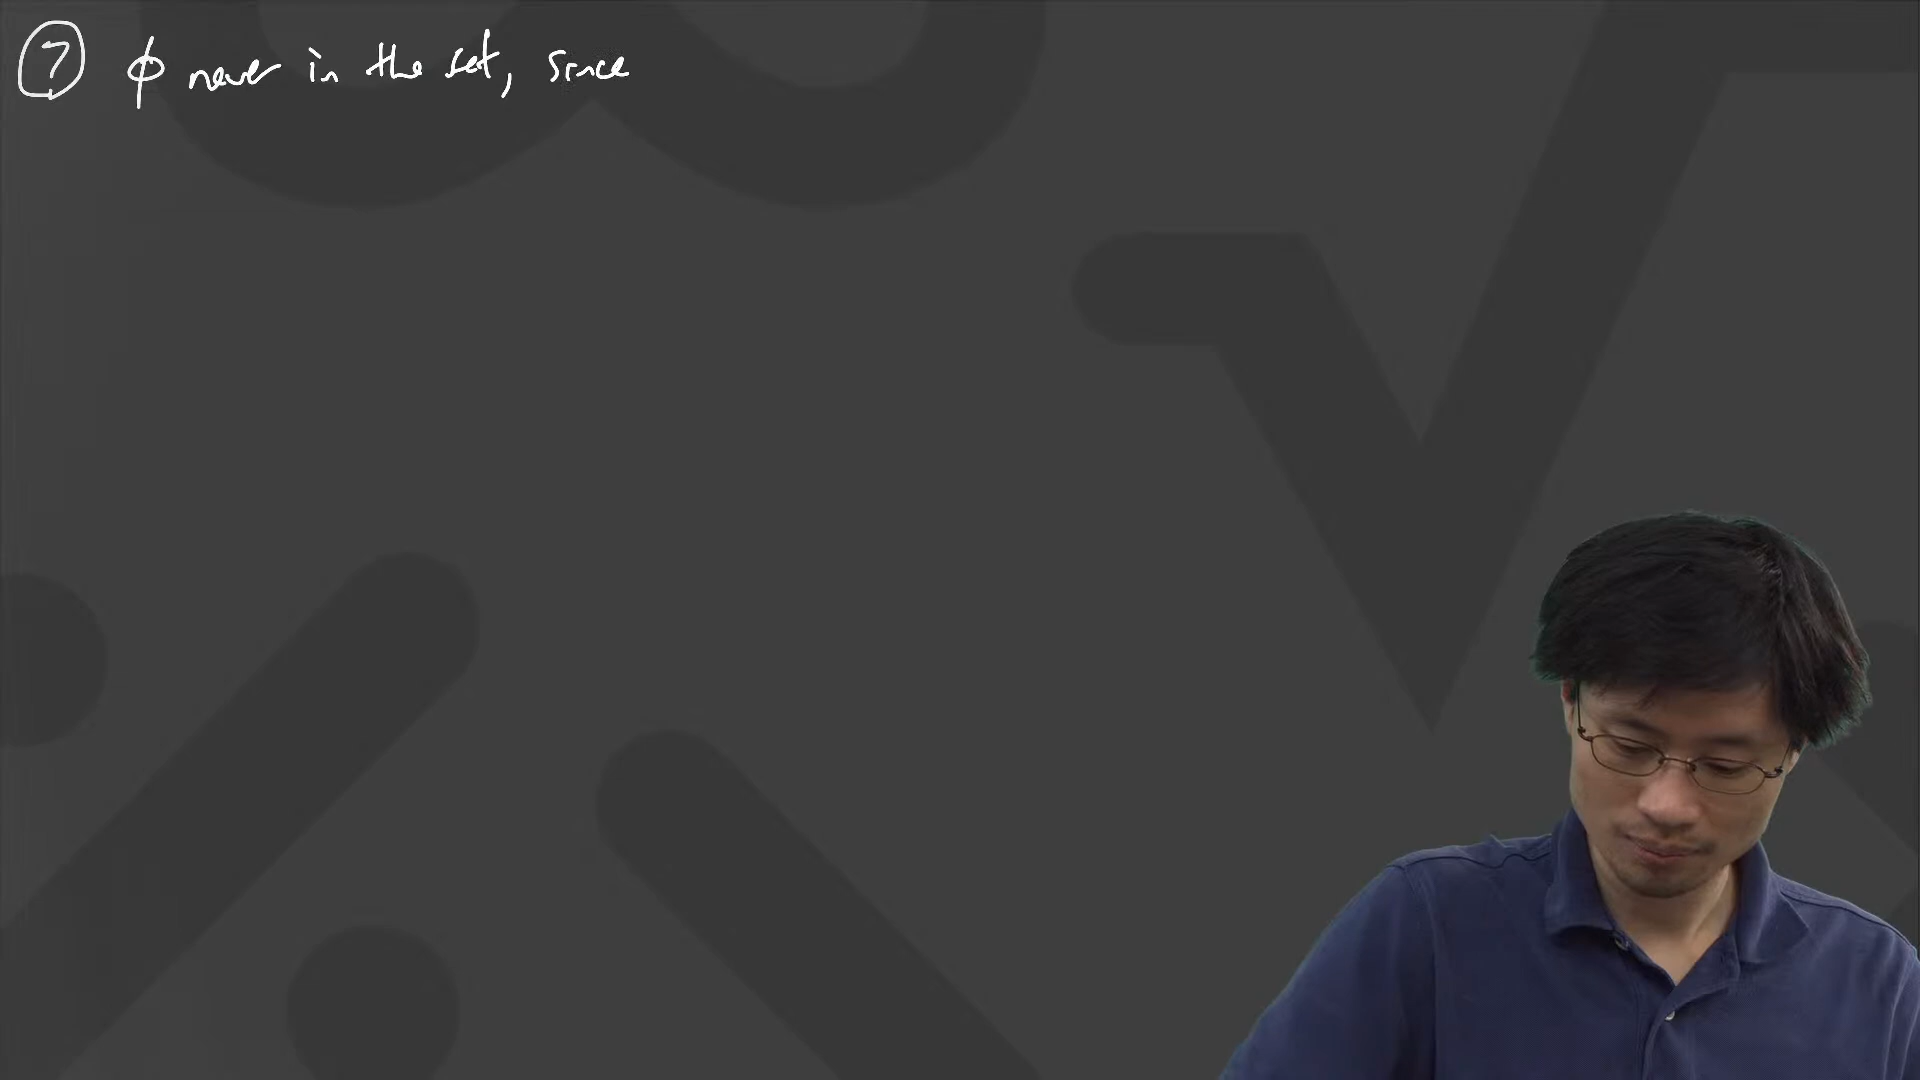 ⑦ ϕ never in the set, since